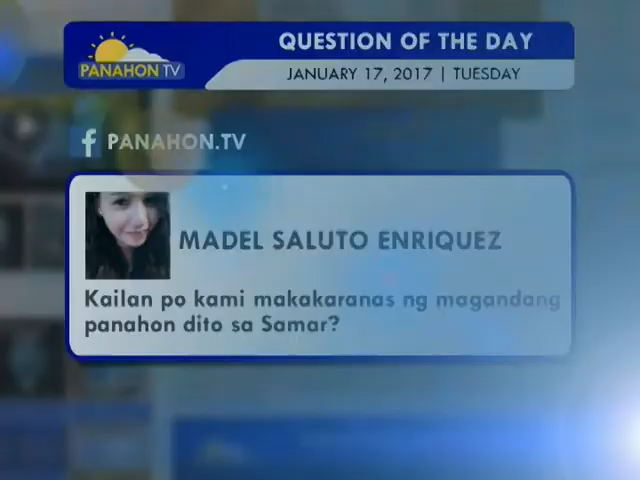 QUESTION OF THE DAY
PANAHON TV
JANUARY 17, 2017 | TUESDAY
f PANAHON.TV
MADEL SALUTO ENRIQUEZ
Kailan po kami makakaranas ng magandang
panahon dito sa Samar?